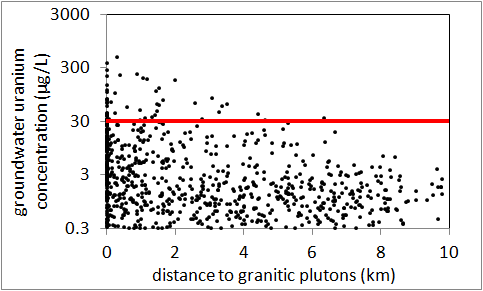 3000
300
30
3
0.3
groundwater uranium
concentration (µg/L)
0 2 4 6 8 10
distance to granitic plutons (km)